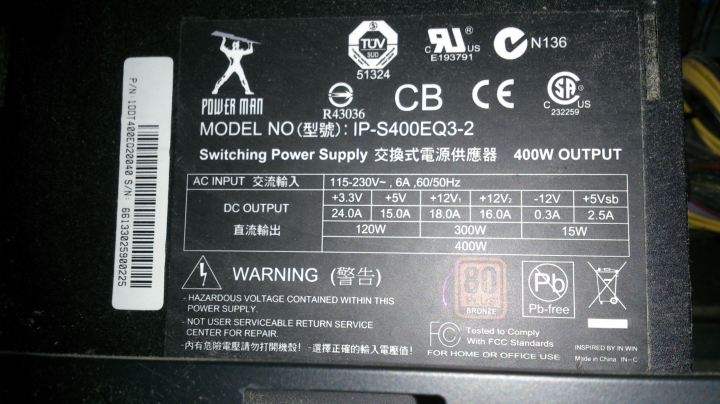 TÜV
SÜD
51324
C US
E193791
N136
POWER MAN
R43036
CB CE
C US
232259
MODEL NO(型號): IP-S400EQ3-2
Switching Power Supply 交換式電源供應器 400W OUTPUT
AC INPUT 交流輸入 115-230V~ , 6A ,60/50Hz
DC OUTPUT 直流輸出
+3.3V +5V +12V1 +12V2 -12V +5Vsb
24.0A 15.0A 18.0A 16.0A 0.3A 2.5A
120W 300W 15W
400W
WARNING (警告)
- HAZARDOUS VOLTAGE CONTAINED WITHIN THIS
POWER SUPPLY.
- NOT USER SERVICEABLE RETURN SERVICE
CENTER FOR REPAIR.
-內有危險電壓請勿打開機殼! -選擇正確的輸入電壓值!
80
PLUS
BRONZE
Pb
Pb-free
FC Tested to Comply
With FCC Standards
FOR HOME OR OFFICE USE
INSPIRED BY IN WIN
Made in China IN-C
P/N:1DDT400EQ20040 S/N: 66133025900225